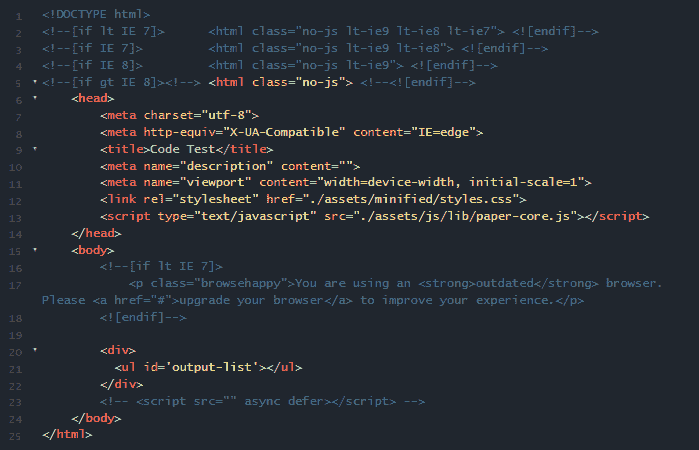 1 <!DOCTYPE html>
2 <!--[if lt IE 7]>      <html class="no-js lt-ie9 lt-ie8 lt-ie7"> <![endif]-->
3 <!--[if IE 7]>         <html class="no-js lt-ie9 lt-ie8"> <![endif]-->
4 <!--[if IE 8]>         <html class="no-js lt-ie9"> <![endif]-->
5 <!--[if gt IE 8]><!--> <html class="no-js"> <!--<![endif]-->
6     <head>
7         <meta charset="utf-8">
8         <meta http-equiv="X-UA-Compatible" content="IE=edge">
9         <title>Code Test</title>
10         <meta name="description" content="">
11         <meta name="viewport" content="width=device-width, initial-scale=1">
12         <link rel="stylesheet" href="./assets/minified/styles.css">
13         <script type="text/javascript" src="./assets/js/lib/paper-core.js"></script>
14     </head>
15     <body>
16         <!--[if lt IE 7]>
17             <p class="browsehappy">You are using an <strong>outdated</strong> browser.
Please <a href="#">upgrade your browser</a> to improve your experience.</p>
18         <![endif]-->
19
20         <div>
21           <ul id='output-list'></ul>
22         </div>
23         <!-- <script src="" async defer></script> -->
24     </body>
25 </html>